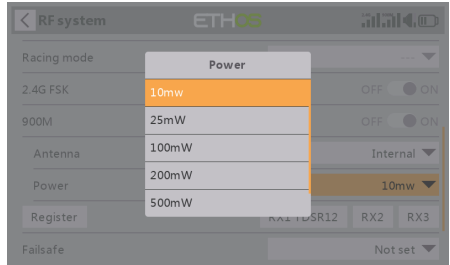 RF system
ETHOS
Racing mode
---
Power
2.4G FSK
OFF ON
10mw
25mW
900M
OFF ON
100mW
Antenna
Internal
200mW
Power
10mw
500mW
Register
RX1 TDSR12 RX2 RX3
Failsafe
Not set